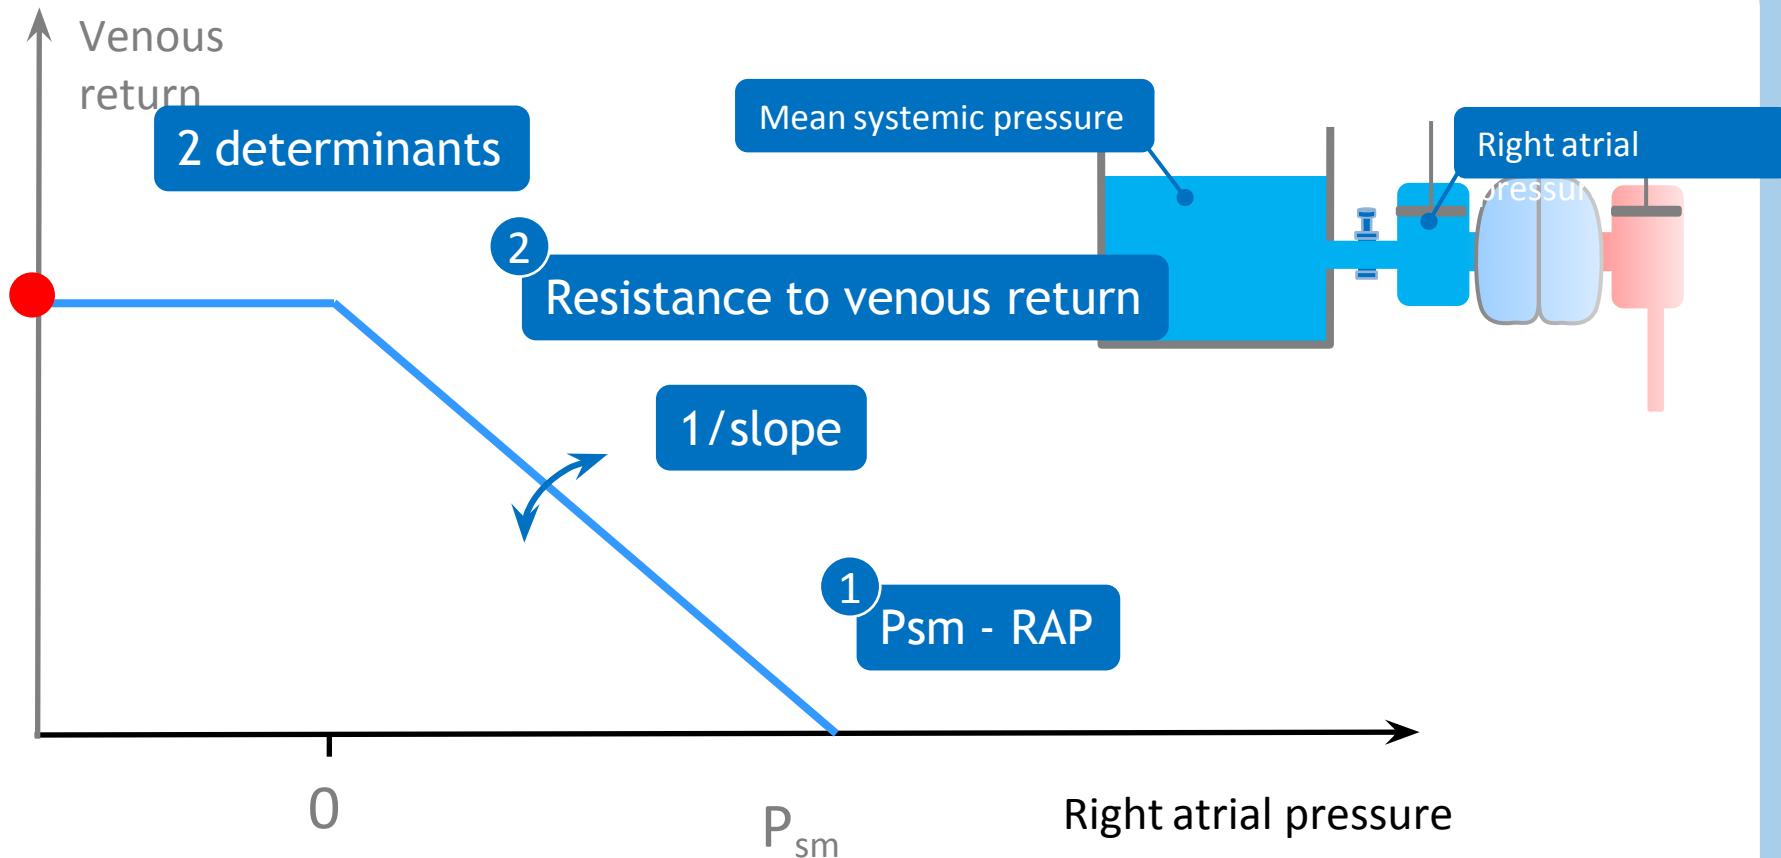 Venous
return
2 determinants
Mean systemic pressure
Right atrial
pressur
2
Resistance to venous return
1/slope
1
Psm - RAP
0
Psm
Right atrial pressure